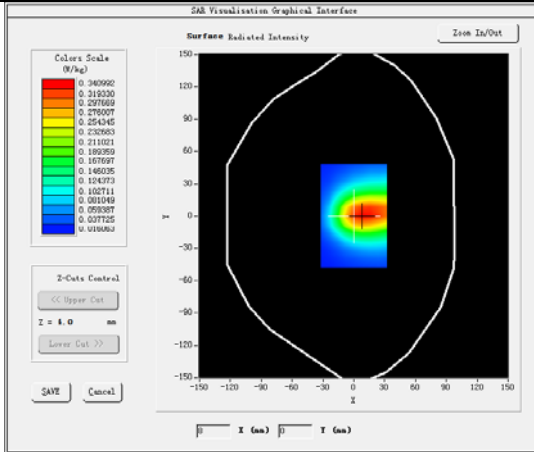 SAR Visualisation Graphical Interface
Surface Radiated Intensity
Zoom In/Out
Colors Scale
(W/kg)
0.340992
0.319330
0.297669
0.276007
0.254345
0.232683
0.211021
0.189359
0.167697
0.146035
0.124373
0.102711
0.081049
0.059387
0.037725
0.016063
Z-Cuts Control
<< Upper Cut
Z = 4.0 mm
Lower Cut >>
SAVE
Cancel
150
120
90
60
30
0
-30
-60
-90
-120
-150
Y
-150 -120 -90 -60 -30 0 30 60 90 120 150
X
0 X (mm) 0 Y (mm)